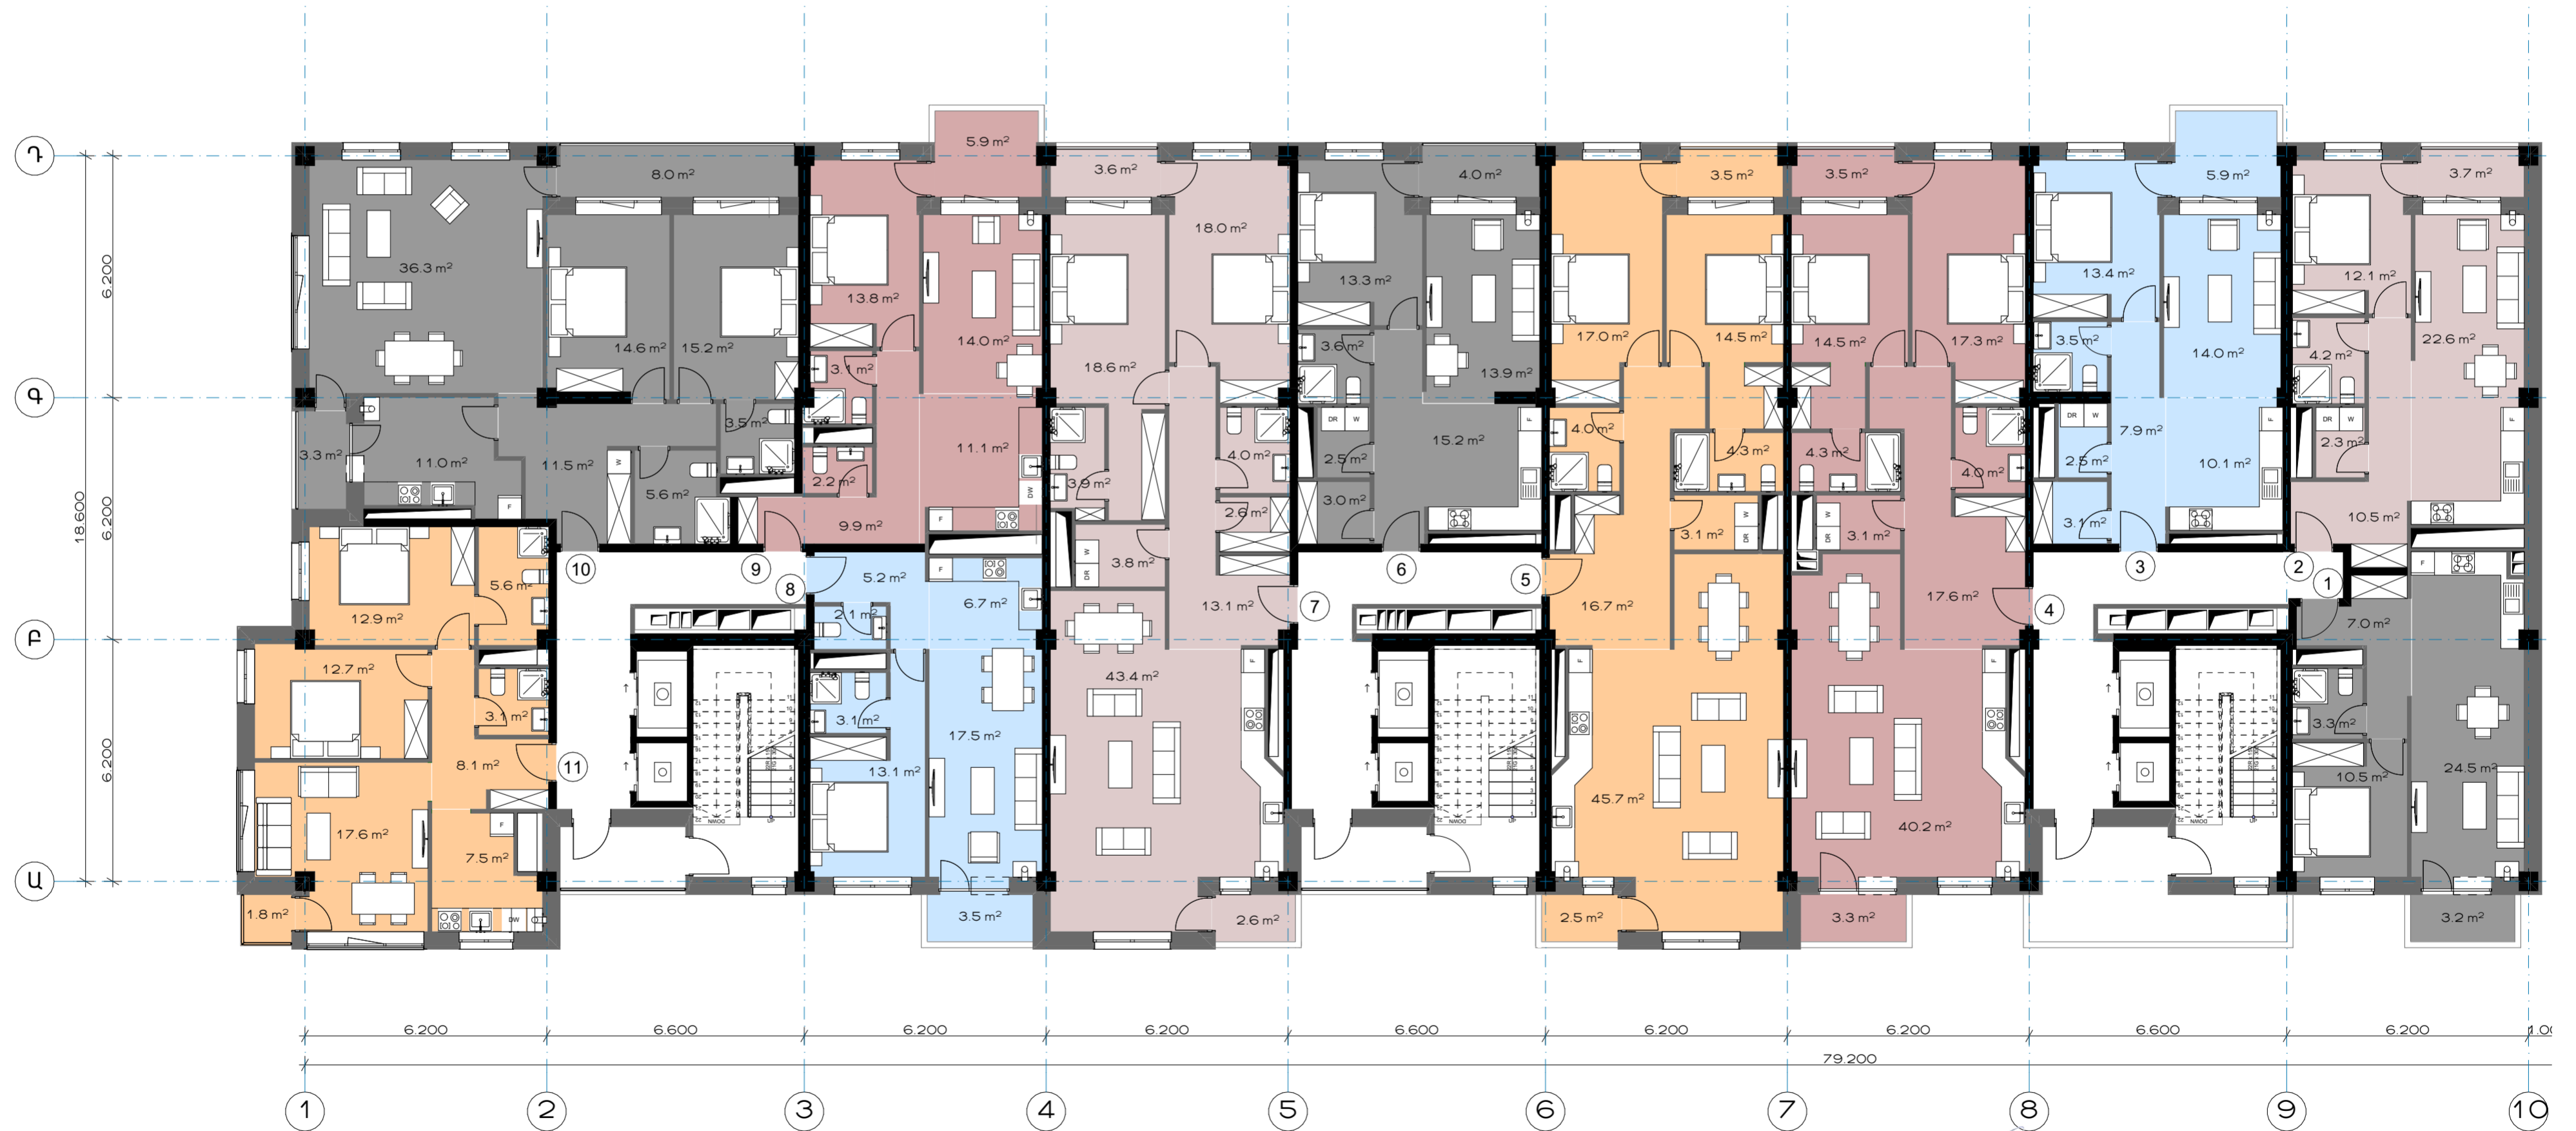 Դ
5.9 m²
8.0 m²
3.6 m²
4.0 m²
3.5 m²
3.5 m²
5.9 m²
3.7 m²
18.0 m²
36.3 m²
13.8 m²
13.3 m²
13.4 m²
12.1 m²
6.200
14.6 m²
15.2 m²
14.0 m²
17.0 m²
14.5 m²
14.5 m²
17.3 m²
14.0 m²
22.6 m²
3.1 m²
18.6 m²
3.6 m²
13.9 m²
3.5 m²
4.2 m²
Գ
3.5 m²
4.0 m²
DR
W
DR
W
F
DR
W
F
3.3 m²
11.0 m²
11.5 m²
W
11.1 m²
4.0 m²
15.2 m²
2.5 m²
4.3 m²
4.3 m²
4.0 m²
7.9 m²
2.5 m²
10.1 m²
2.3 m²
5.6 m²
2.2 m²
3.9 m²
3.0 m²
DW
F
9.9 m²
F
2.6 m²
3.1 m²
W
DR
W
DR
3.1 m²
3.1 m²
10.5 m²
6.200
18.600
5.6 m²
10
9
8
5.2 m²
F
W
DR
3.8 m²
6
5
3
2
1
F
12.9 m²
2.1 m²
6.7 m²
13.1 m²
7
16.7 m²
17.6 m²
4
7.0 m²
Բ
12.7 m²
F
F
F
43.4 m²
3.1 m²
3.1 m²
3.3 m²
17.5 m²
6.200
8.1 m²
11
13.1 m²
10.5 m²
24.5 m²
17.6 m²
F
7.5 m²
45.7 m²
40.2 m²
DOWN
UP
DOWN
UP
DOWN
UP
Ա
1.8 m²
DW
3.5 m²
2.6 m²
2.5 m²
3.3 m²
3.2 m²
6.200
6.600
6.200
6.200
6.600
6.200
6.200
6.600
6.200
79.200
1
2
3
4
5
6
7
8
9
10